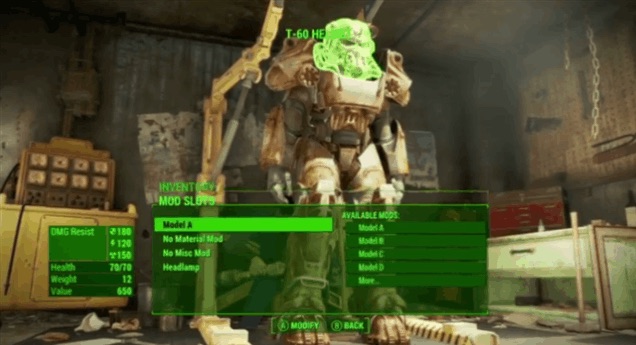 T-60 HE
INVENTORY
MOD SLOTS
Model A
No Material Mod
No Misc Mod
Headlamp
AVAILABLE MODS:
Model A
Model B
Model C
Model D
More...
DMG Resist 180
120
150
Health 70/70
Weight 12
Value 650
A) MODIFY B) BACK